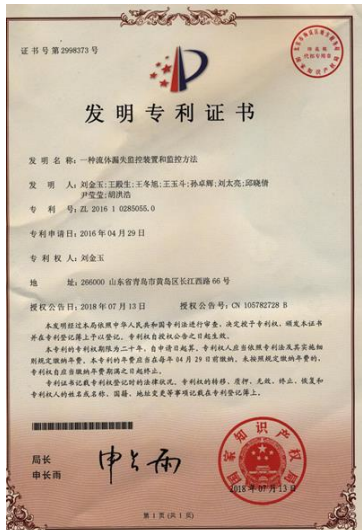 证书号第2998373号
发明专利证书
发明名称：一种流体漏失监控装置和监控方法
发明人：刘金玉;王殿生;王冬旭;王玉斗;孙卓辉;刘太亮;邱晓倩
尹莹莹;胡洪浩
专利号：ZL 2016 1 0285055.0
专利申请日：2016年04月29日
专利权人：刘金玉
地址：266000 山东省青岛市黄岛区长江西路66号
授权公告日：2018年07月13日 授权公告号：CN 105782728 B
本发明经过本局依照中华人民共和国专利法进行审查，决定授予专利权，颁发本证书
并在专利登记簿上予以登记。专利权自授权公告之日起生效。
本专利的专利权期限为二十年，自申请日起算。专利权人应当依照专利法及其实施细
则规定缴纳年费。本专利的年费应当在每年04月29日前缴纳。未按照规定缴纳年费的，
专利权自应当缴纳年费期满之日起终止。
专利证书记载专利权登记时的法律状况。专利权的转移、质押、无效、终止、恢复和
专利权人的姓名或名称、国籍、地址变更等事项记载在专利登记簿上。
局长
申长雨
申长雨
国家知识产权局
2018年07月13日
第1页(共1页)